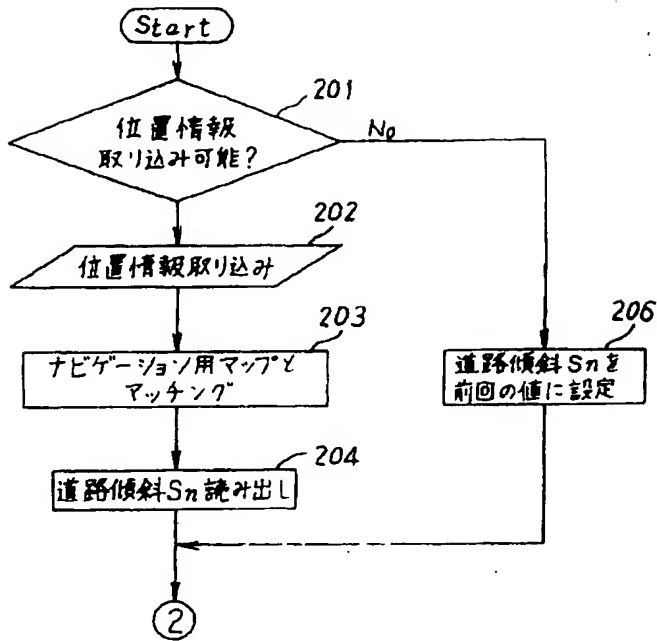 Start
201
位置情報
取り込み可能?
No
202
位置情報取り込み
203
ナビゲーション用マップと
マッチング
206
道路傾斜Snを
前回の値に設定
204
道路傾斜Sn読み出し
2